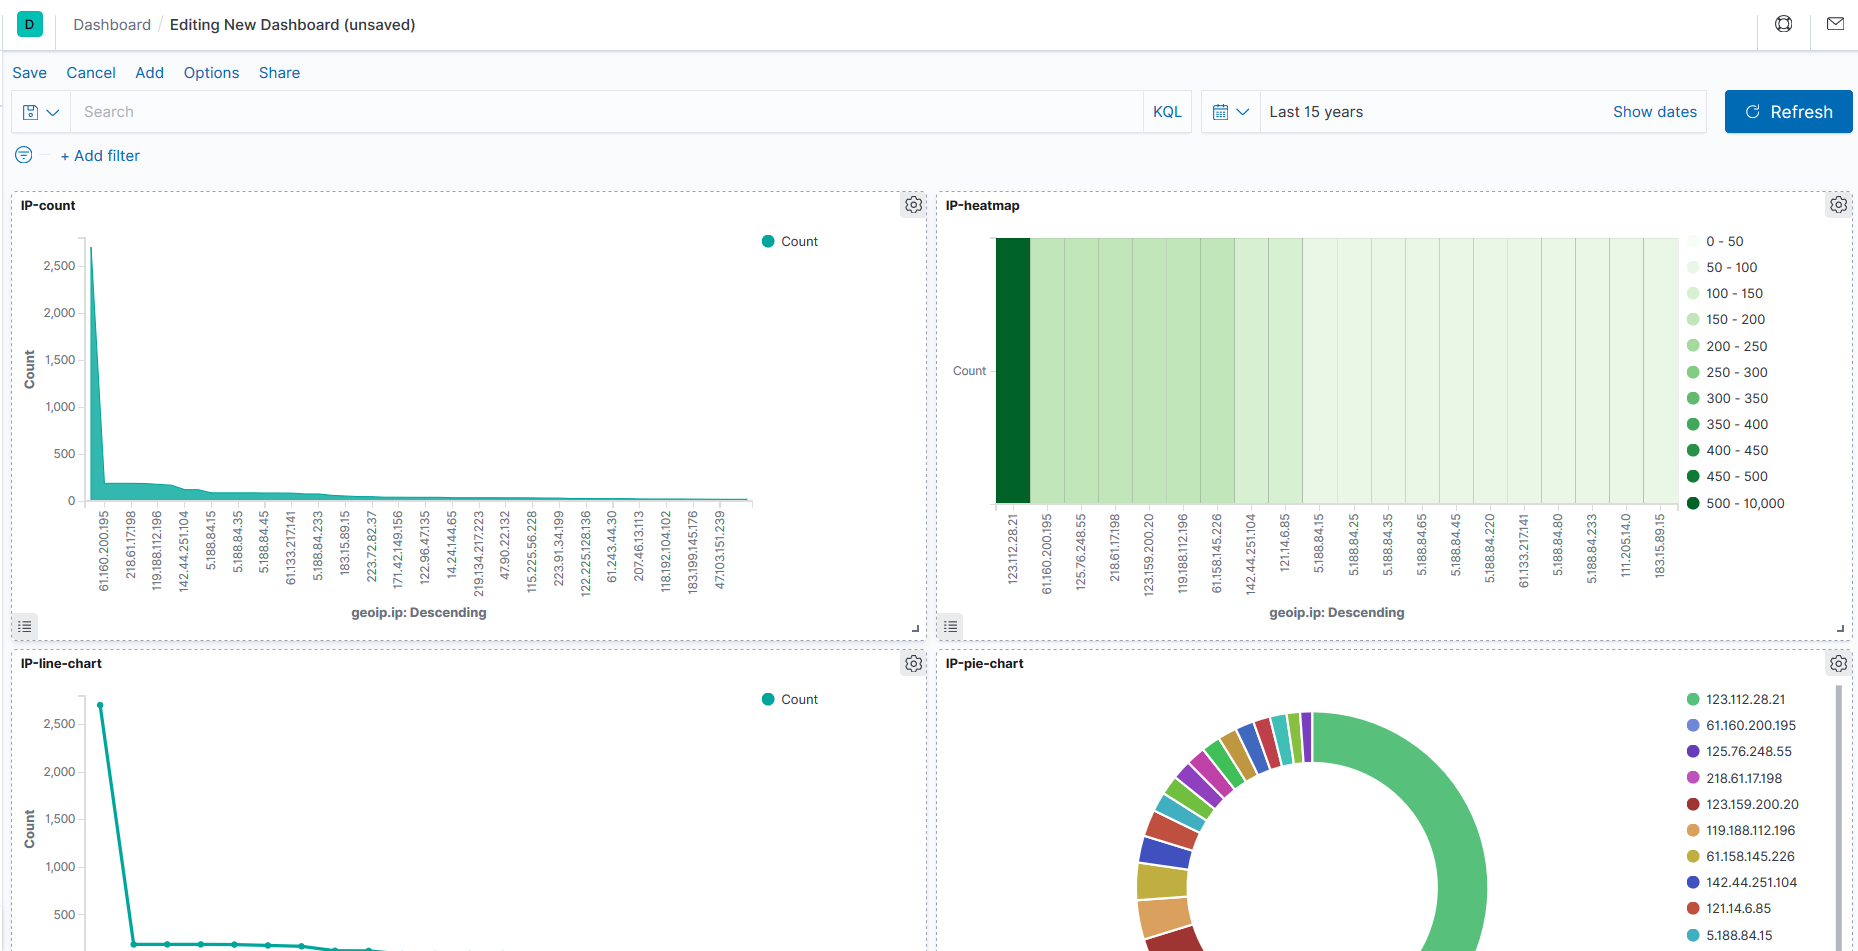 D Dashboard / Editing New Dashboard (unsaved)
Save Cancel Add Options Share
Search KQL Last 15 years Show dates Refresh
+ Add filter
IP-count
Count
2,500
2,000
1,500
1,000
500
0
Count
61.160.200.195
218.61.17.198
119.188.112.196
142.44.251.104
5.188.84.15
5.188.84.35
5.188.84.45
61.133.217.141
5.188.84.233
183.15.89.15
223.72.82.37
171.42.149.156
122.96.47.135
14.24.144.65
219.134.217.223
47.90.22.132
115.225.56.228
223.91.34.199
122.225.128.136
61.243.44.30
207.46.13.113
118.192.104.102
183.199.145.176
47.103.151.239
geoip.ip: Descending
IP-heatmap
Count
0 - 50
50 - 100
100 - 150
150 - 200
200 - 250
250 - 300
300 - 350
350 - 400
400 - 450
450 - 500
500 - 10,000
123.112.28.21
61.160.200.195
125.76.248.55
218.61.17.198
123.159.200.20
119.188.112.196
61.158.145.226
142.44.251.104
121.14.6.85
5.188.84.15
5.188.84.25
5.188.84.35
5.188.84.65
5.188.84.45
5.188.84.220
61.133.217.141
5.188.84.80
5.188.84.233
111.205.14.0
183.15.89.15
geoip.ip: Descending
IP-line-chart
Count
2,500
2,000
1,500
1,000
500
Count
IP-pie-chart
123.112.28.21
61.160.200.195
125.76.248.55
218.61.17.198
123.159.200.20
119.188.112.196
61.158.145.226
142.44.251.104
121.14.6.85
5.188.84.15